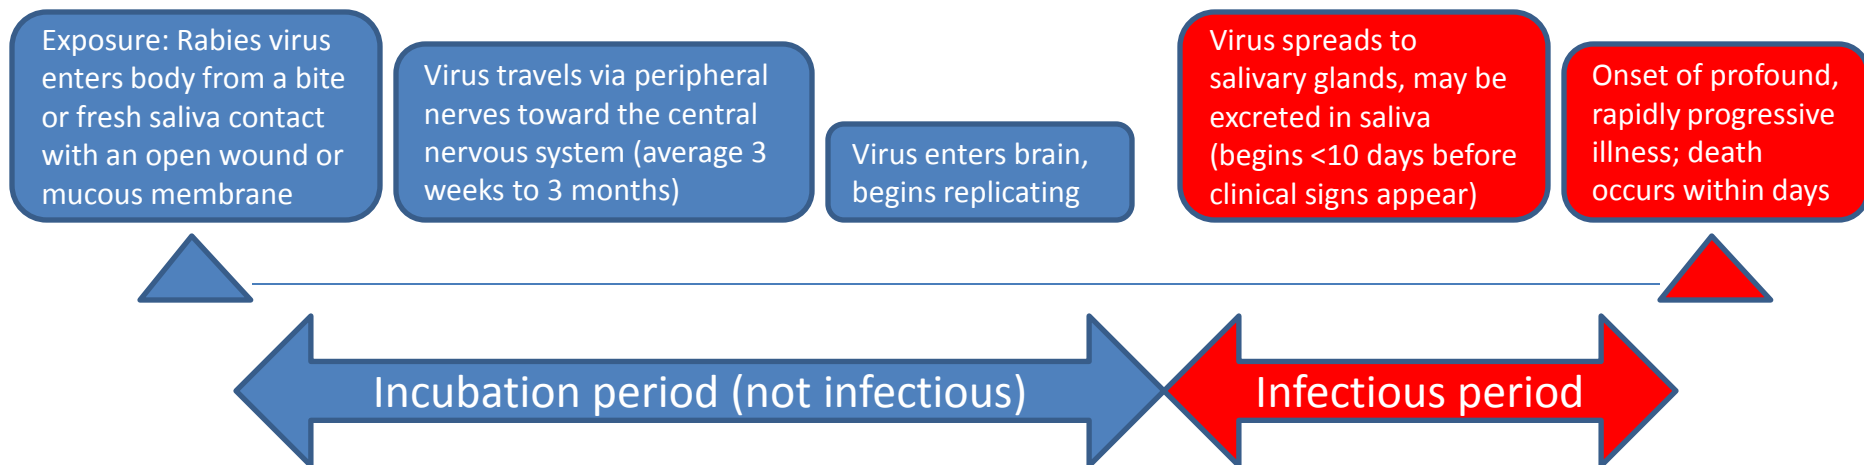 Exposure: Rabies virus
enters body from a bite
or fresh saliva contact
with an open wound or
mucous membrane
Virus travels via peripheral
nerves toward the central
nervous system (average 3
weeks to 3 months)
Virus enters brain,
begins replicating
Virus spreads to
salivary glands, may be
excreted in saliva
(begins <10 days before
clinical signs appear)
Onset of profound,
rapidly progressive
illness; death
occurs within days
Incubation period (not infectious)
Infectious period